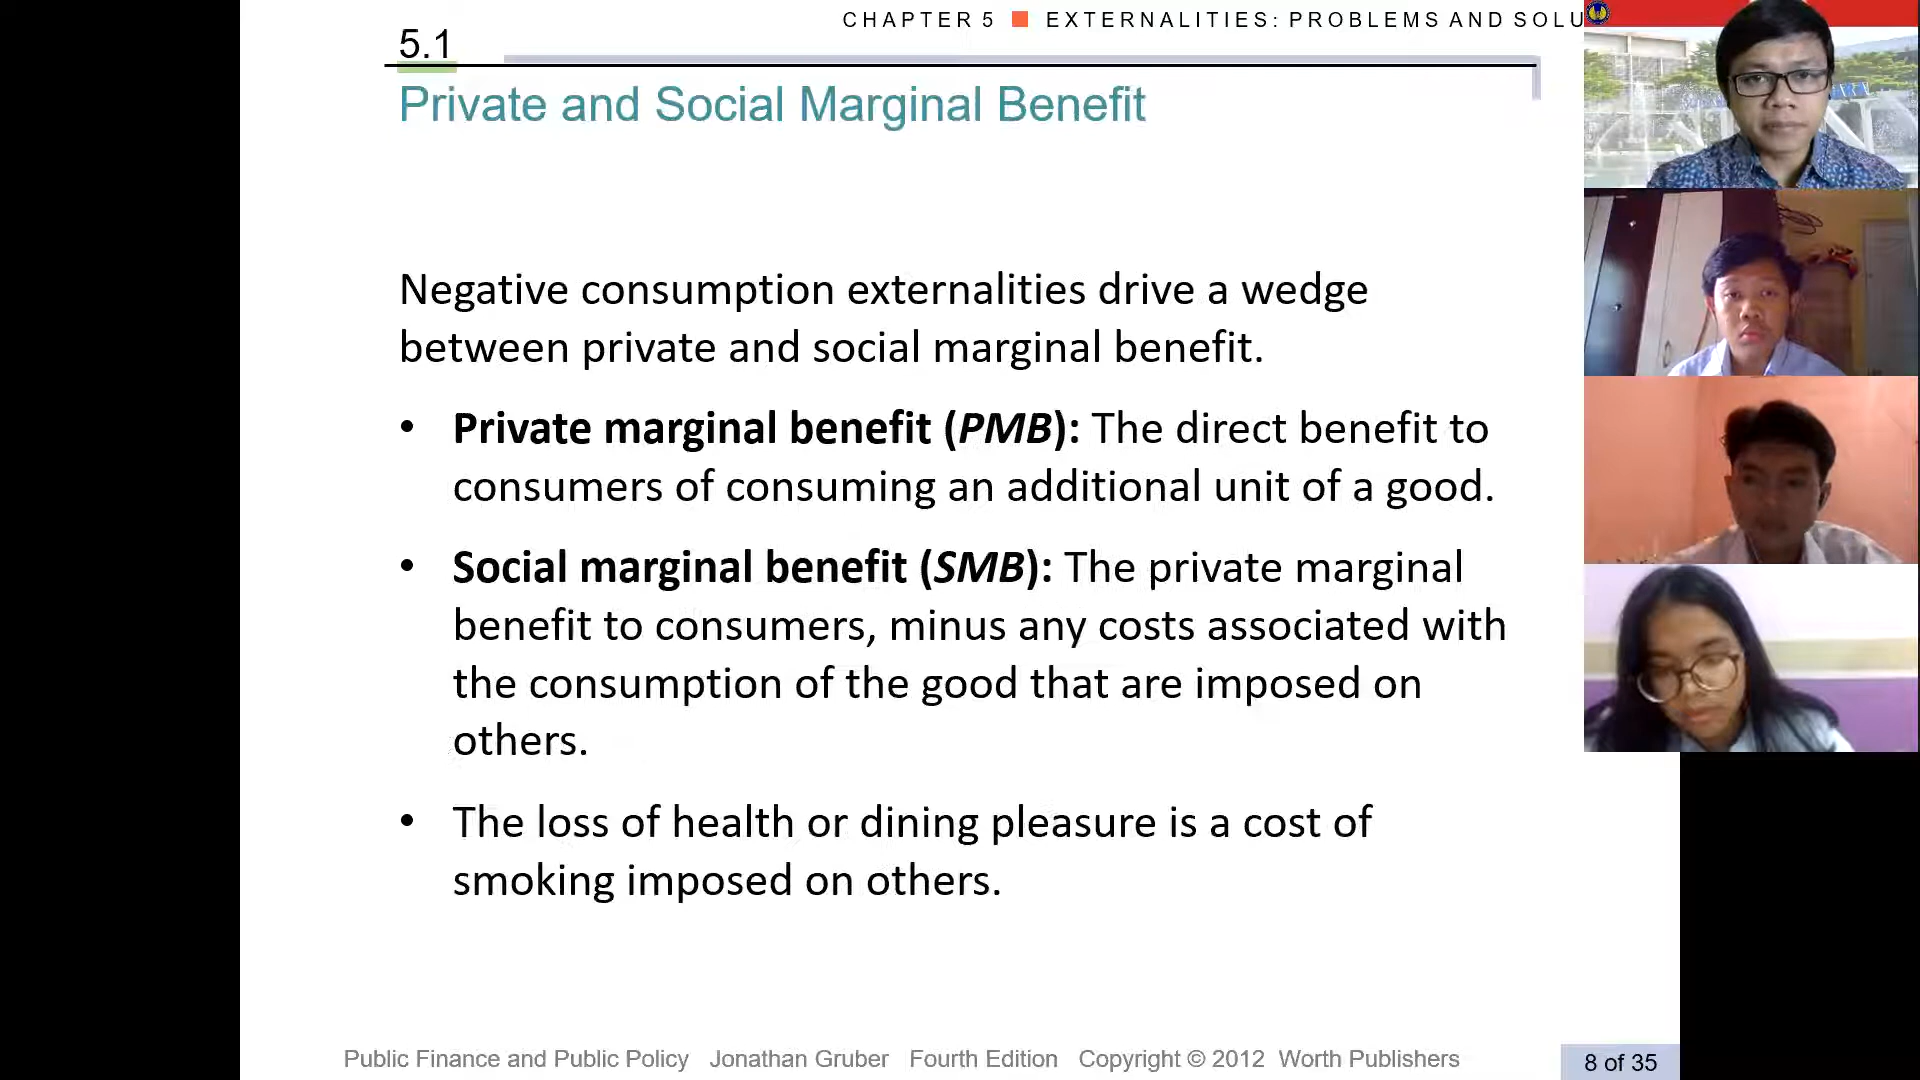 CHAPTER 5 ■ EXTERNALITIES: PROBLEMS AND SOLU
5.1
Private and Social Marginal Benefit
Negative consumption externalities drive a wedge
between private and social marginal benefit.
• Private marginal benefit (PMB): The direct benefit to
consumers of consuming an additional unit of a good.
• Social marginal benefit (SMB): The private marginal
benefit to consumers, minus any costs associated with
the consumption of the good that are imposed on
others.
• The loss of health or dining pleasure is a cost of
smoking imposed on others.
Public Finance and Public Policy Jonathan Gruber Fourth Edition Copyright © 2012 Worth Publishers
8 of 35